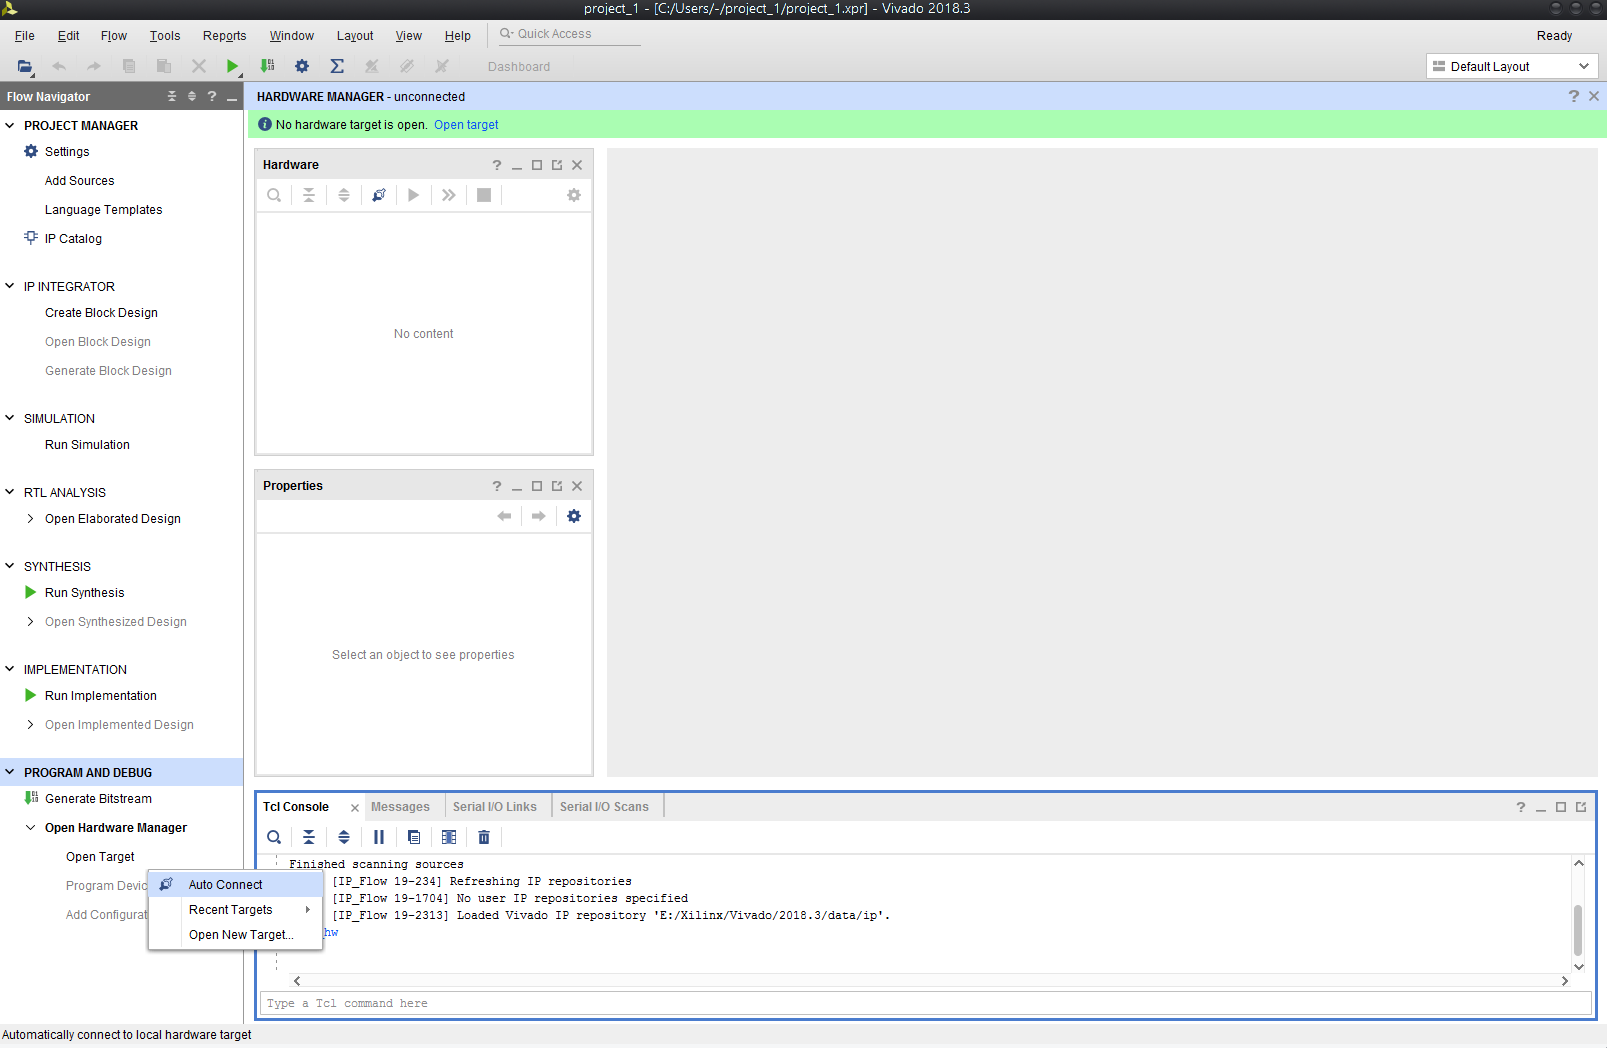 project_1 - [C:/Users/-/project_1/project_1.xpr] - Vivado 2018.3
File Edit Flow Tools Reports Window Layout View Help Quick Access Ready
Dashboard Default Layout
Flow Navigator
HARDWARE MANAGER - unconnected
No hardware target is open. Open target
PROJECT MANAGER
Settings
Add Sources
Language Templates
IP Catalog
IP INTEGRATOR
Create Block Design
Open Block Design
Generate Block Design
SIMULATION
Run Simulation
RTL ANALYSIS
Open Elaborated Design
SYNTHESIS
Run Synthesis
Open Synthesized Design
IMPLEMENTATION
Run Implementation
Open Implemented Design
PROGRAM AND DEBUG
Generate Bitstream
Open Hardware Manager
Open Target
Program Devic
Add Configurat
Auto Connect
Recent Targets
Open New Target...
Hardware
No content
Properties
Select an object to see properties
Tcl Console Messages Serial I/O Links Serial I/O Scans
Finished scanning sources
[IP_Flow 19-234] Refreshing IP repositories
[IP_Flow 19-1704] No user IP repositories specified
[IP_Flow 19-2313] Loaded Vivado IP repository 'E:/Xilinx/Vivado/2018.3/data/ip'.
hw
Type a Tcl command here
Automatically connect to local hardware target